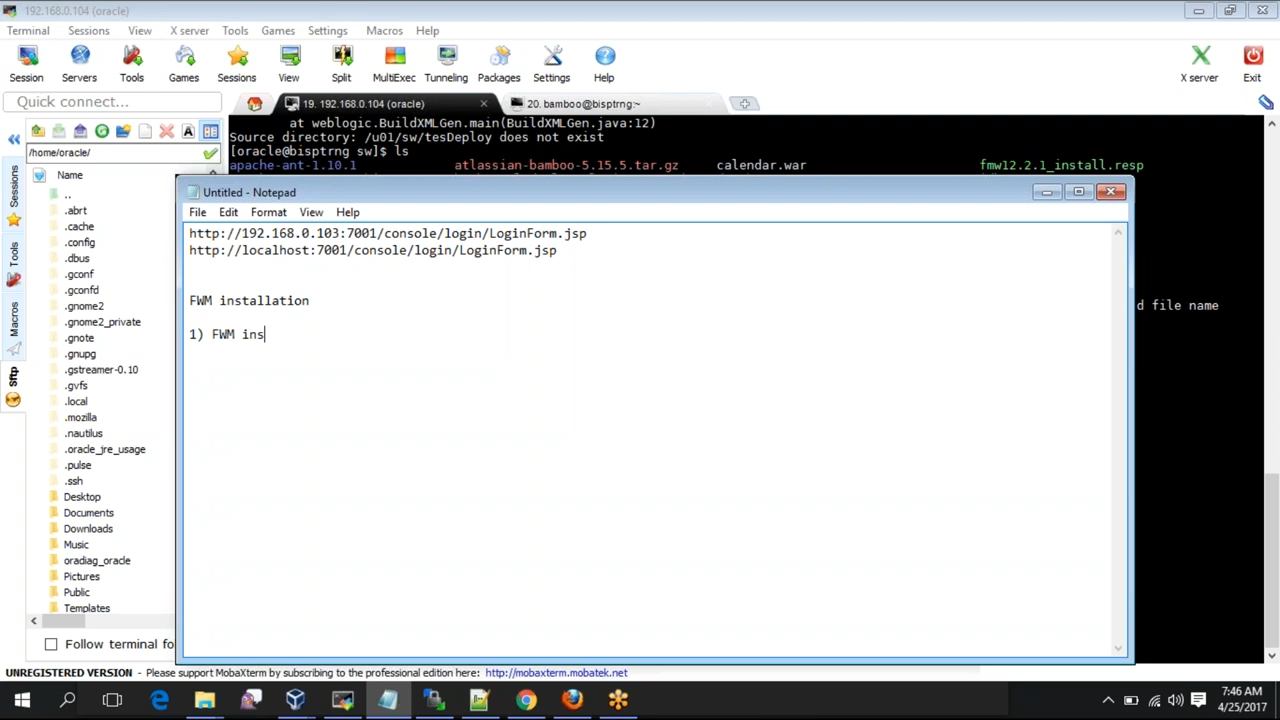 192.168.0.104 (oracle)
Terminal Sessions View X server Tools Games Settings Macros Help
Session Servers Tools Games Sessions View Split MultiExec Tunneling Packages Settings Help X server Exit
Quick connect...
19. 192.168.0.104 (oracle)
20. bamboo@bisptrng:~
at weblogic.BuildXMLGen.main(BuildXMLGen.java:12)
Source directory: /u01/sw/tesDeploy does not exist
[oracle@bisptrng sw]$ ls
apache-ant-1.10.1 atlassian-bamboo-5.15.5.tar.gz calendar.war fmw12.2.1_install.resp
d file name
/home/oracle/
Name
..
.abrt
.cache
.config
.dbus
.gconf
.gconfd
.gnome2
.gnome2_private
.gnote
.gnupg
.gstreamer-0.10
.gvfs
.local
.mozilla
.nautilus
.oracle_jre_usage
.pulse
.ssh
Desktop
Documents
Downloads
Music
oradiag_oracle
Pictures
Public
Templates
Follow terminal fo
Sessions
Tools
Macros
Sftp
Untitled - Notepad
File Edit Format View Help
http://192.168.0.103:7001/console/login/LoginForm.jsp
http://localhost:7001/console/login/LoginForm.jsp
FWM installation
1) FWM ins
UNREGISTERED VERSION - Please support MobaXterm by subscribing to the professional edition here: http://mobaxterm.mobatek.net
7:46 AM
4/25/2017